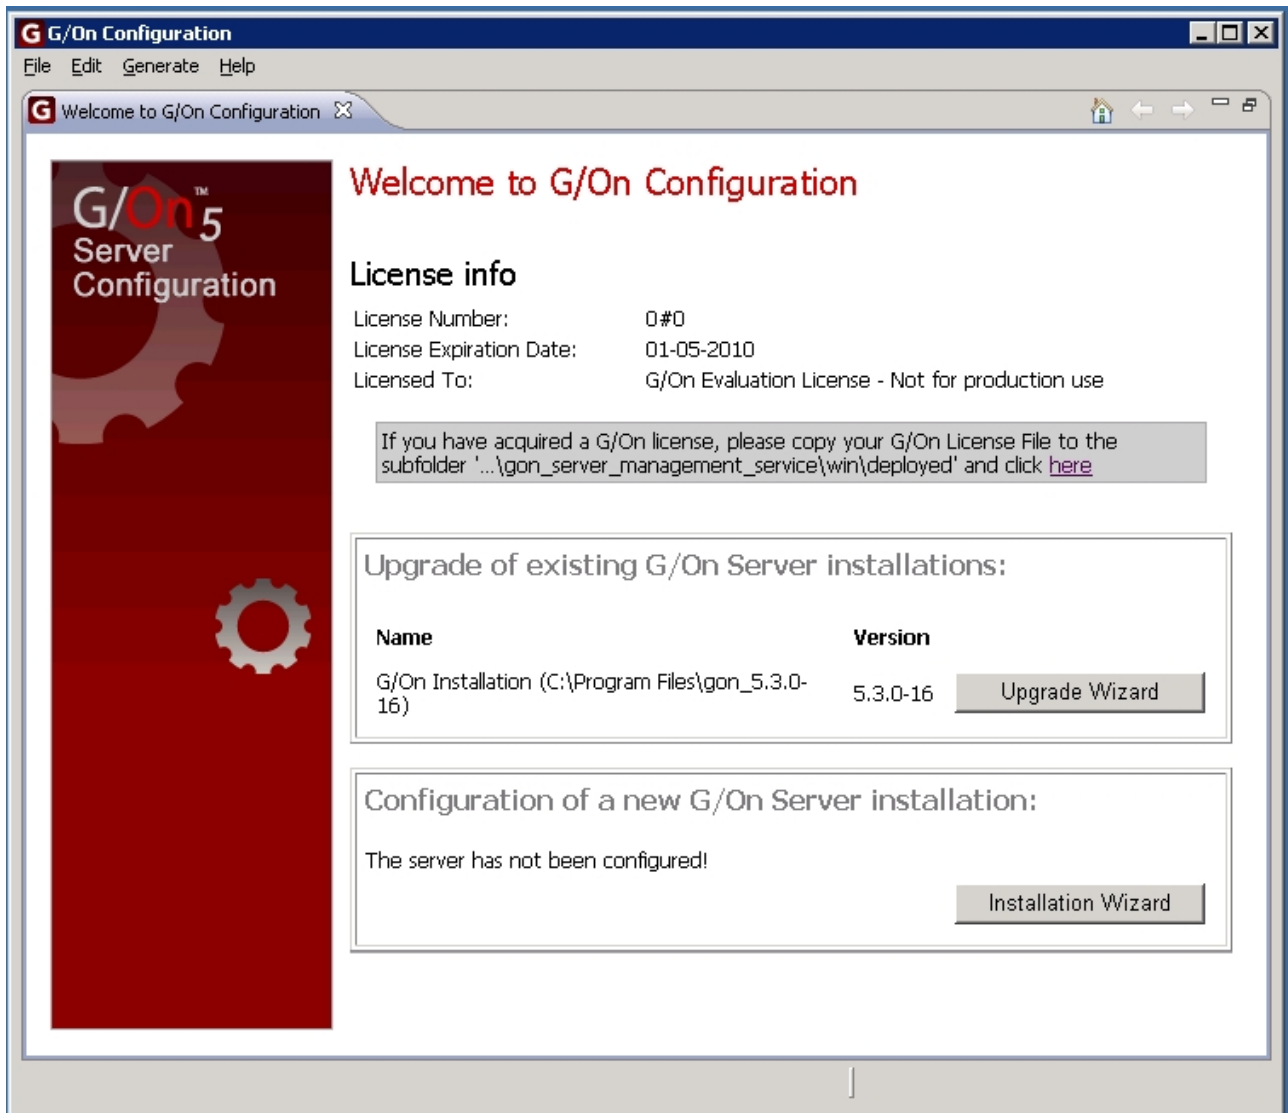 G G/On Configuration
File Edit Generate Help
G Welcome to G/On Configuration
G/On™5
Server
Configuration
Welcome to G/On Configuration
License info
License Number: 0#0
License Expiration Date: 01-05-2010
Licensed To: G/On Evaluation License - Not for production use
If you have acquired a G/On license, please copy your G/On License File to the
subfolder '...\gon_server_management_service\win\deployed' and click here
Upgrade of existing G/On Server installations:
Name Version
G/On Installation (C:\Program Files\gon_5.3.0-
16) 5.3.0-16 Upgrade Wizard
Configuration of a new G/On Server installation:
The server has not been configured!
Installation Wizard